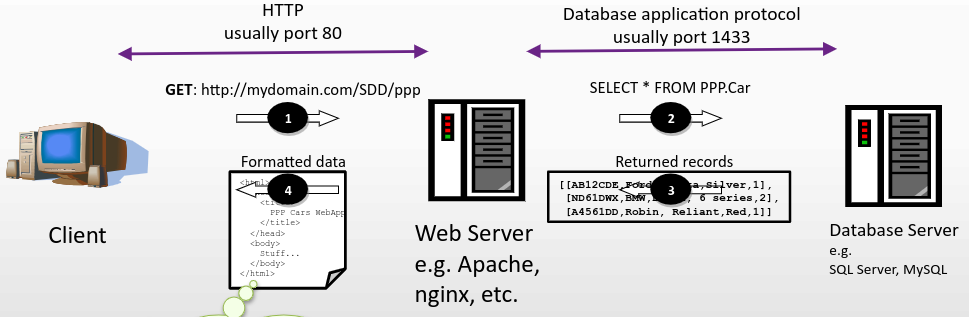 HTTP
usually port 80
Database application protocol
usually port 1433
GET: http://mydomain.com/SDD/ppp
SELECT * FROM PPP.Car
1
2
Formatted data
Returned records
4
3
<html>
PPP Cars WebApp
</title>
</head>
<body>
Stuff...
</body>
</html>
[[AB12CDE,Silver,1],
[ND61DWX,BMW, 6 series,2],
[A456lDD,Robin, Reliant,Red,1]]
Client
Web Server
e.g. Apache,
nginx, etc.
Database Server
e.g.
SQL Server, MySQL